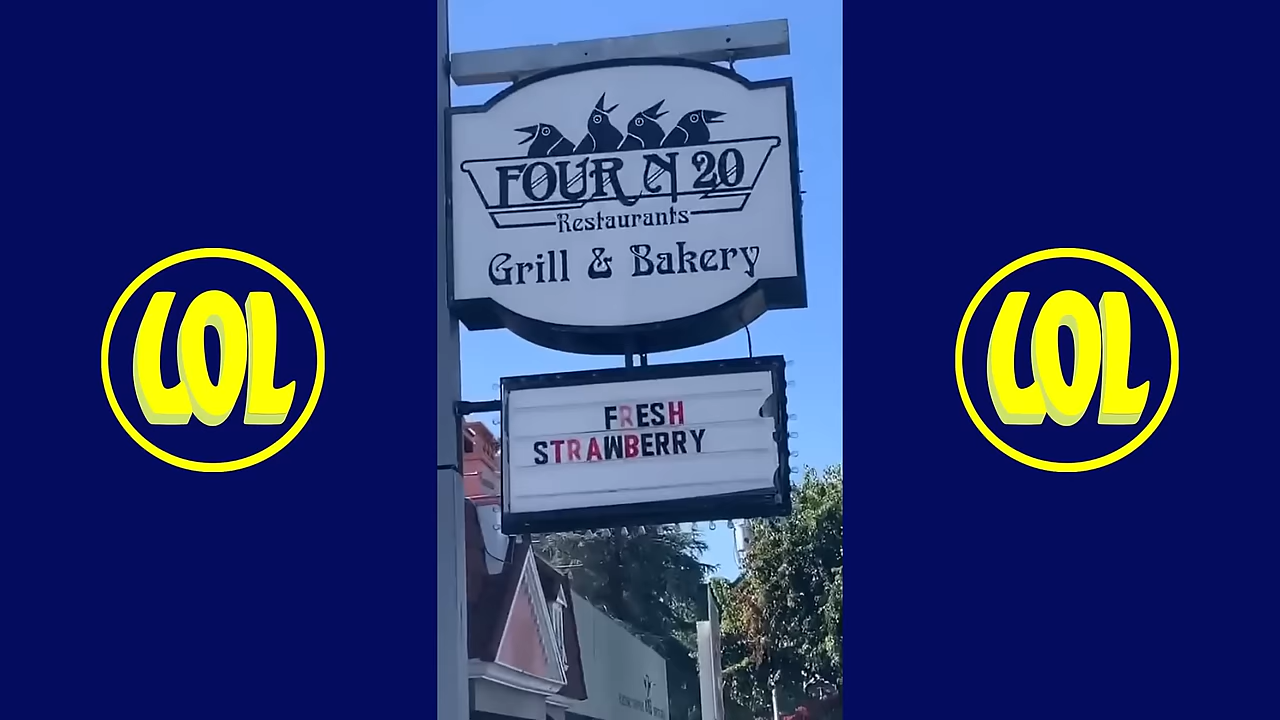 FOUR N 20
Restaurants
Grill & Bakery
FRESH
STRAWBERRY
LOL
LOL